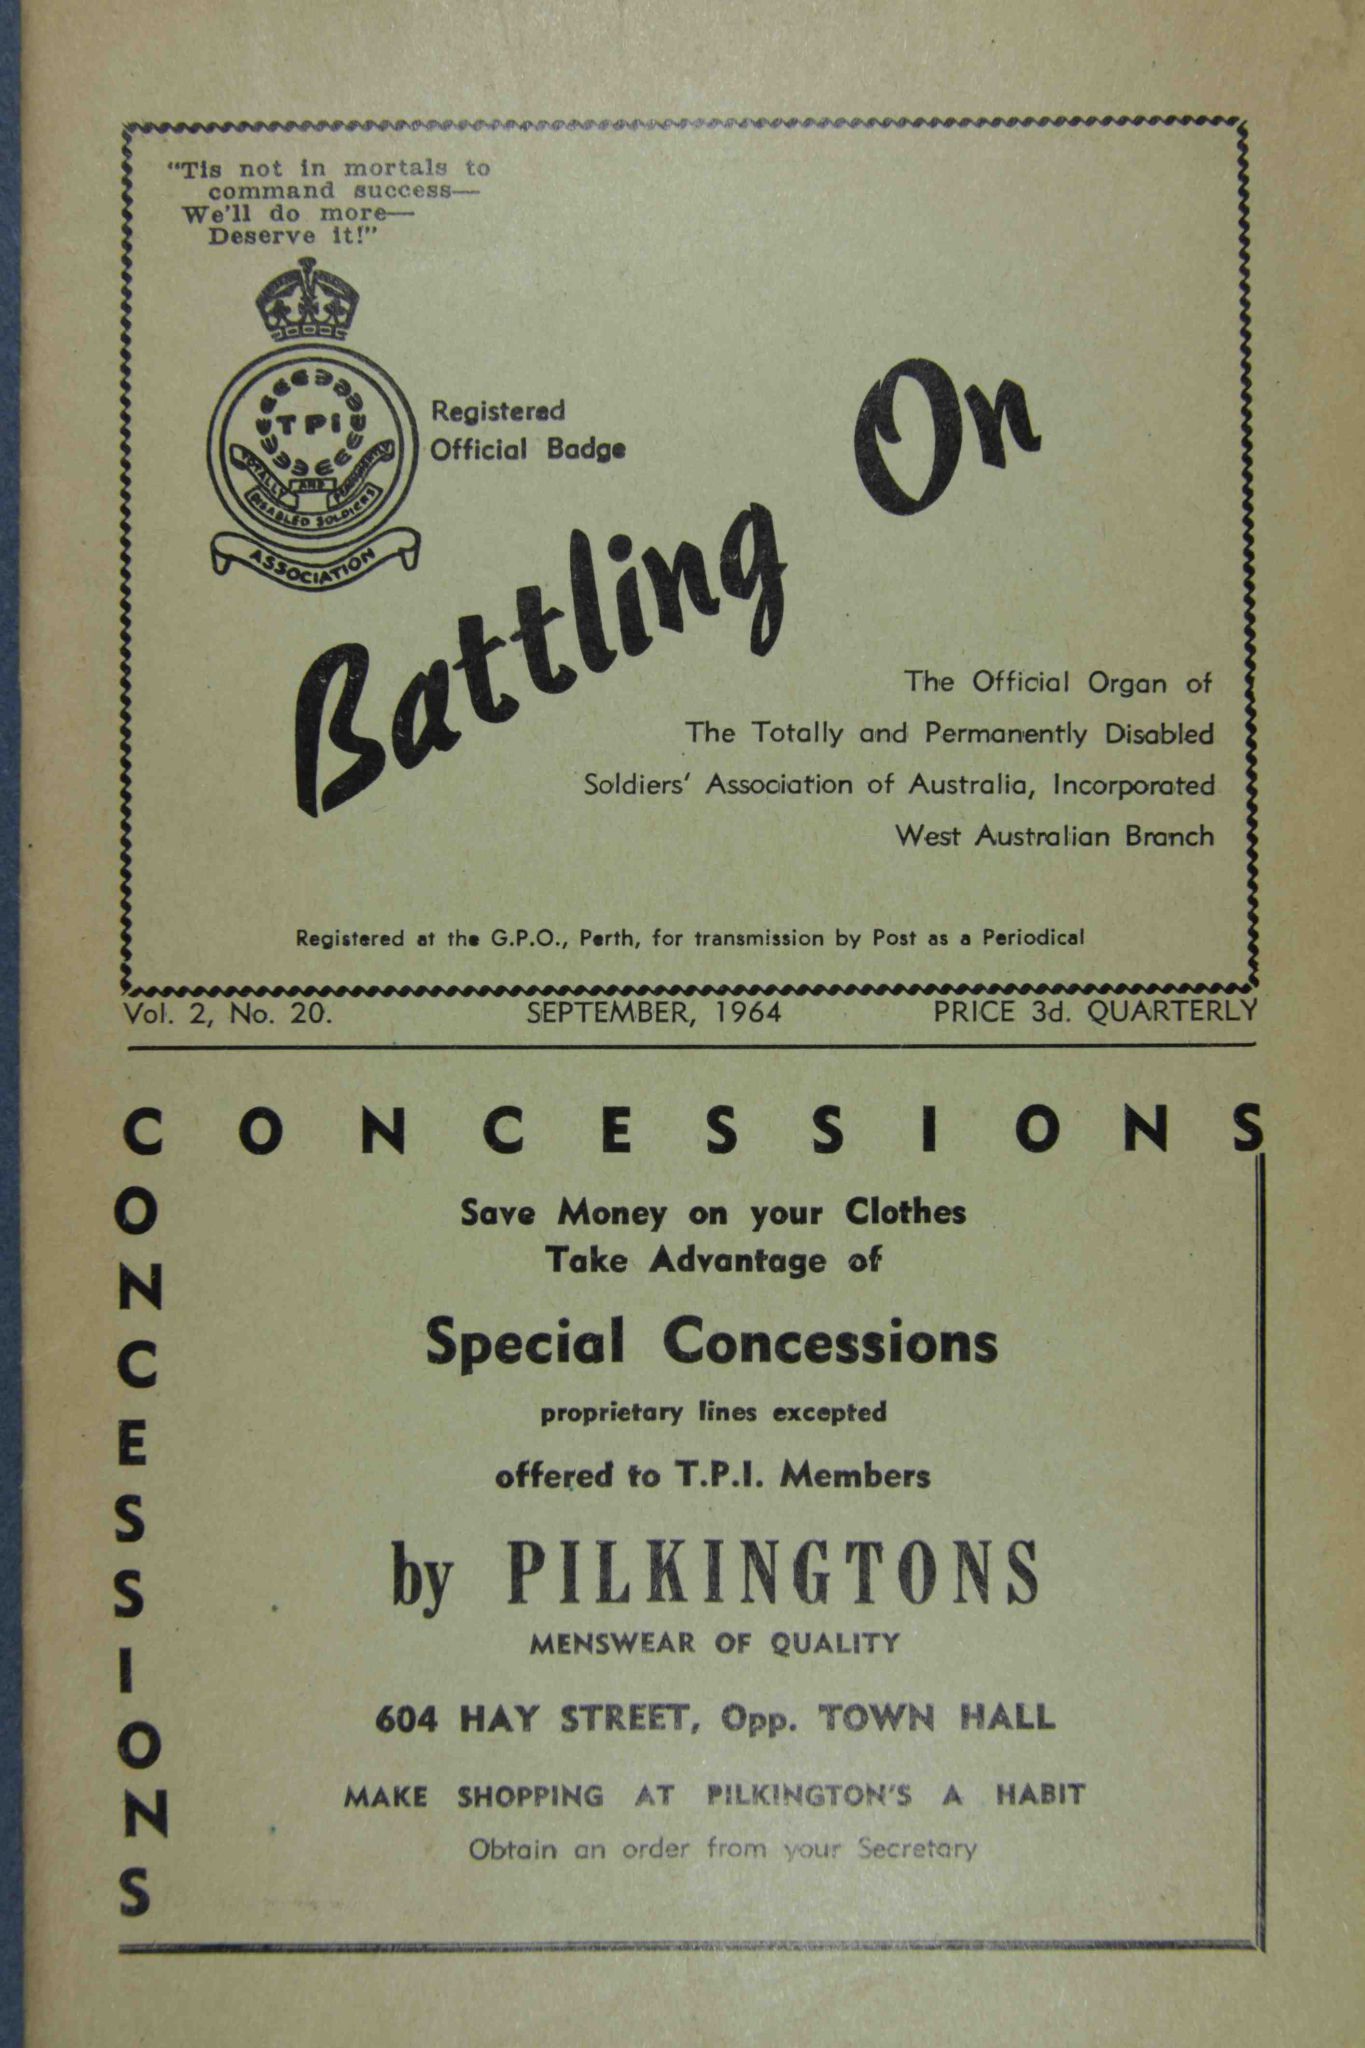 "Tis not in mortals to
command success—
We'll do more—
Deserve it!"
TPi
TOTALLY AND PERMANENTLY
DISABLED SOLDIERS
ASSOCIATION
Registered
Official Badge
Battling On
The Official Organ of
The Totally and Permanently Disabled
Soldiers' Association of Australia, Incorporated
West Australian Branch
Registered at the G.P.O., Perth, for transmission by Post as a Periodical
Vol. 2, No. 20. SEPTEMBER, 1964 PRICE 3d. QUARTERLY
CONCESSIONS
CONCESSIONS
Save Money on your Clothes
Take Advantage of
Special Concessions
proprietary lines excepted
offered to T.P.I. Members
by PILKINGTONS
MENSWEAR OF QUALITY
604 HAY STREET, Opp. TOWN HALL
MAKE SHOPPING AT PILKINGTON'S A HABIT
Obtain an order from your Secretary